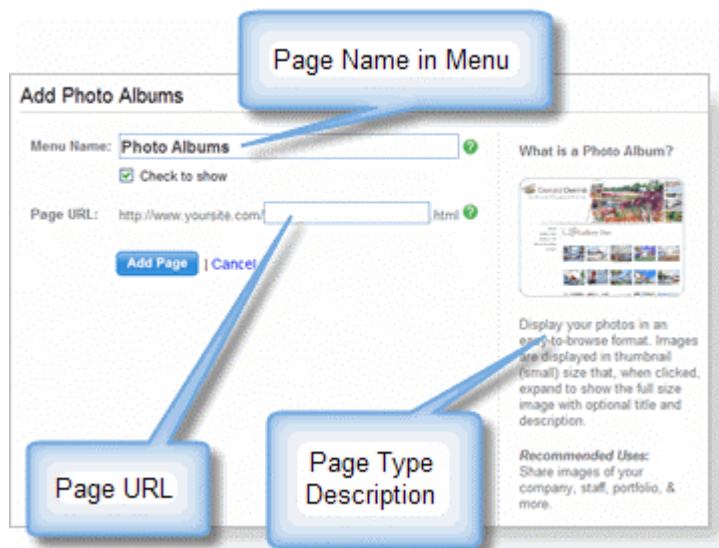 Page Name in Menu
Add Photo Albums
Menu Name: Photo Albums
Check to show
Page URL: http://www.yoursite.com/ .html
Add Page | Cancel
What is a Photo Album?
Display your photos in an
easy-to-browse format. Images
are displayed in thumbnail
(small) size that, when clicked,
expand to show the full size
image with optional title and
description.
Recommended Uses:
Share images of your
company, staff, portfolio, &
more.
Page URL
Page Type
Description